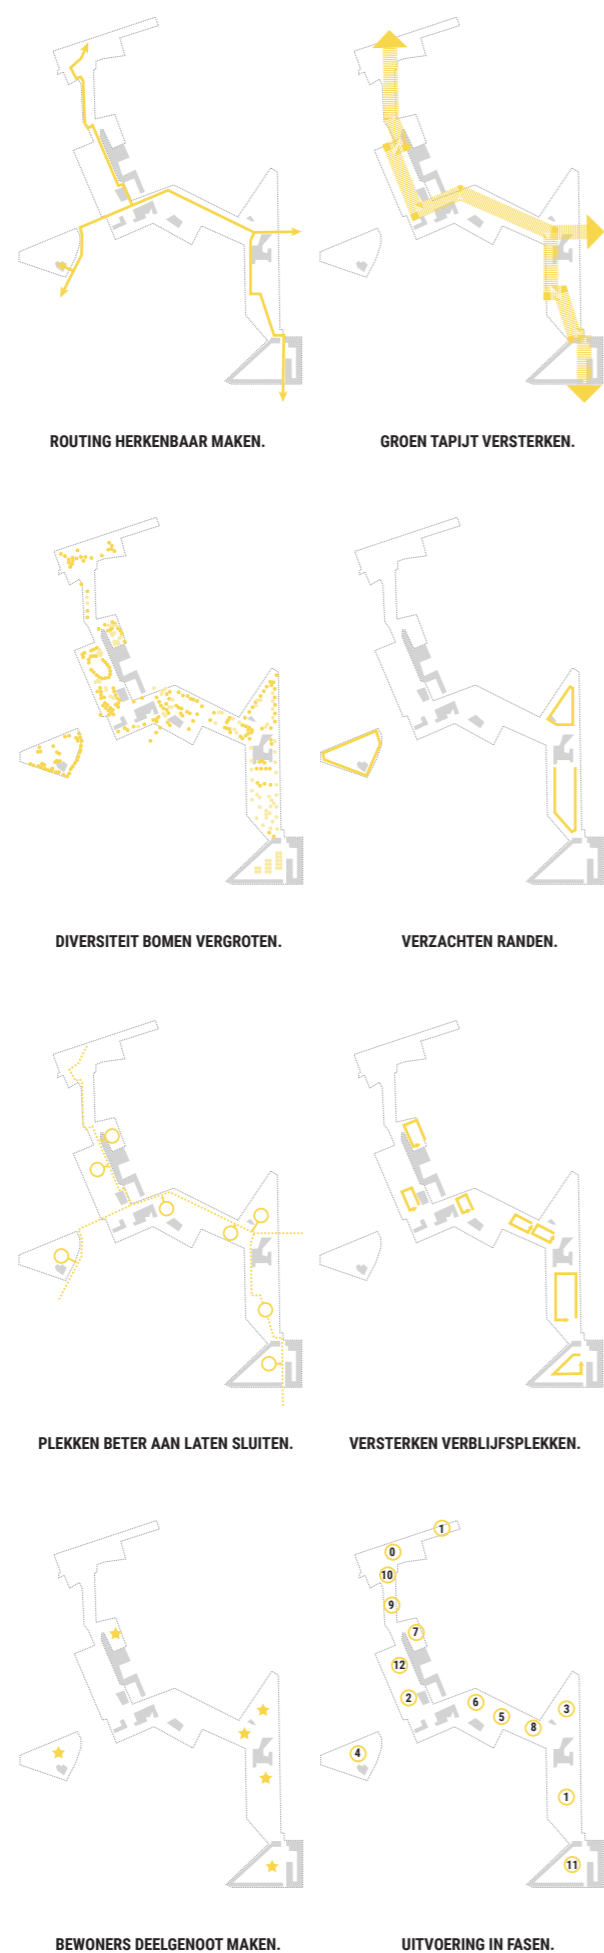 ROUTING HERKENBAAR MAKEN.
GROEN TAPIJT VERSTERKEN.
DIVERSITEIT BOMEN VERGROTEN.
VERZACHTEN RANDEN.
PLEKKEN BETER AAN LATEN SLUITEN.
VERSTERKEN VERBLIJFSPLEKKEN.
1
0
10
9
7
12
2
6
5
3
8
4
1
11
BEWONERS DEELGENOOT MAKEN.
UITVOERING IN FASEN.